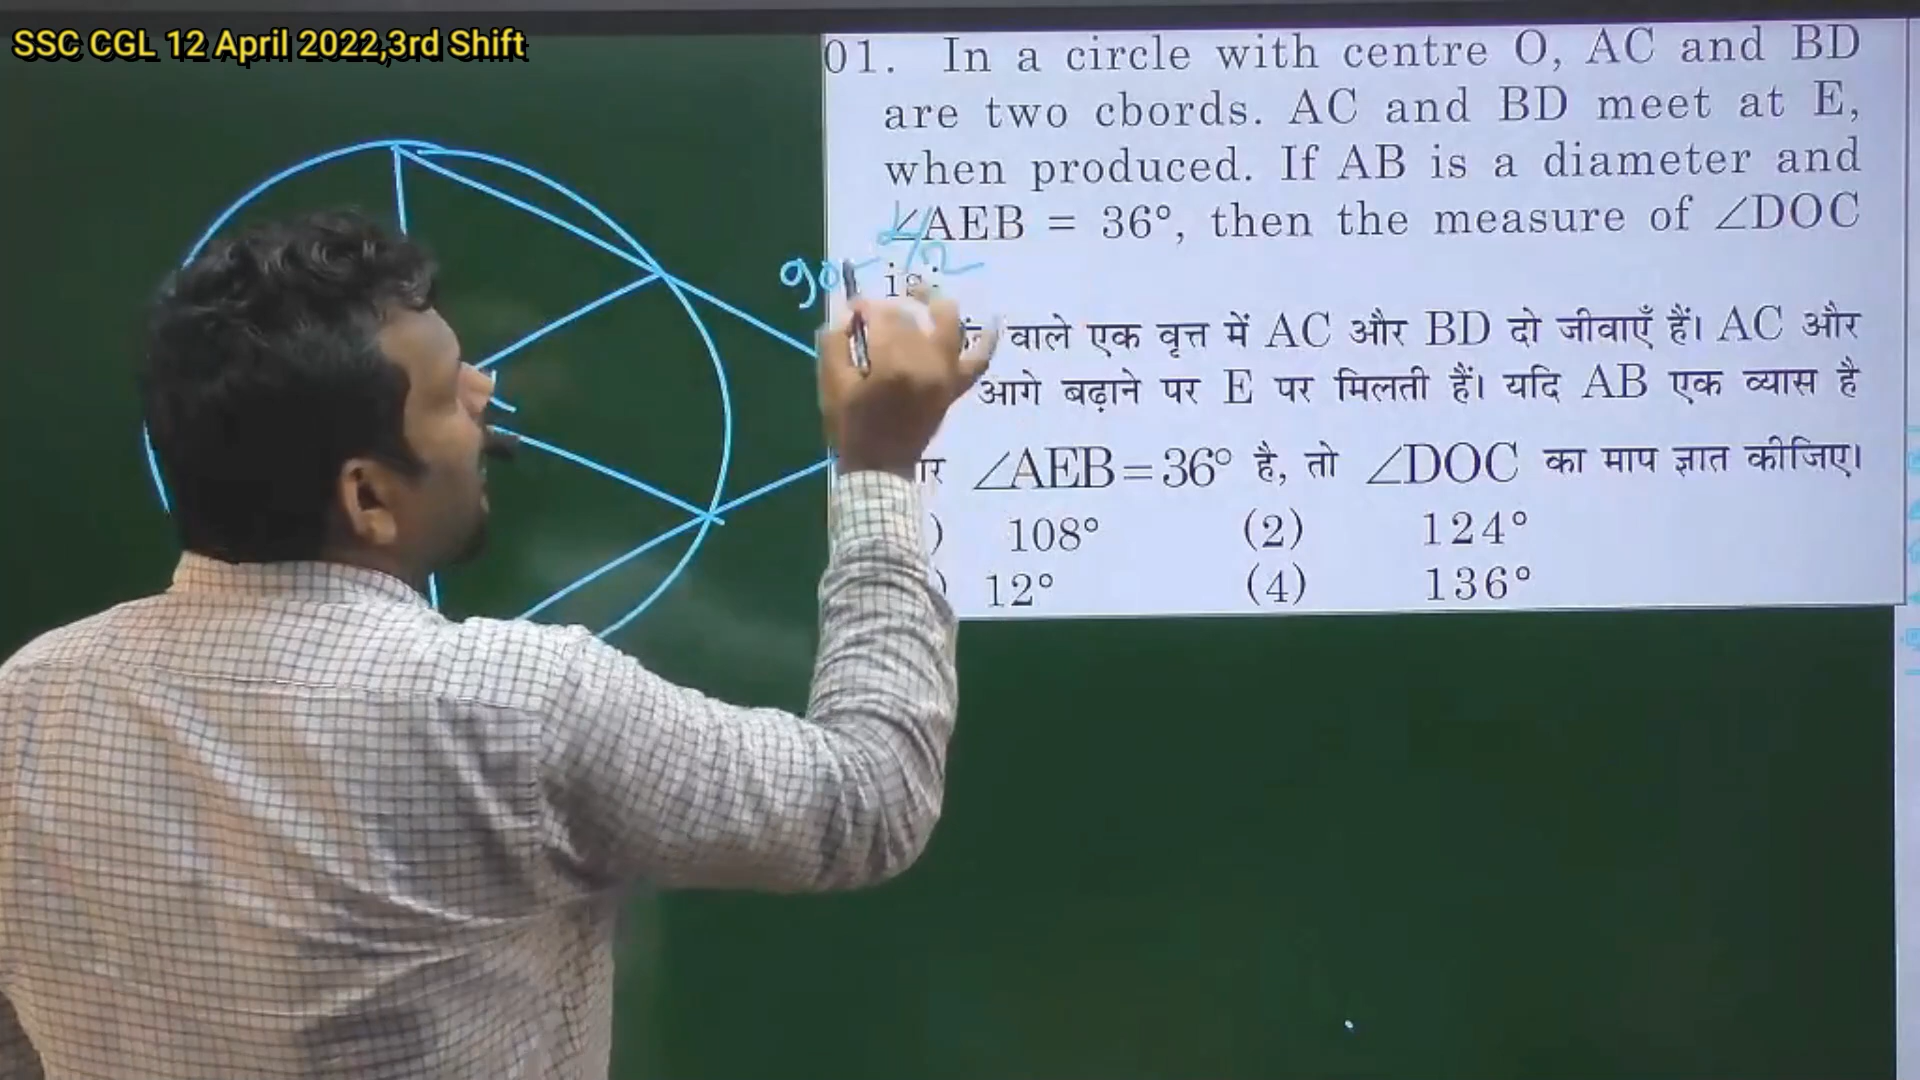 SSC CGL 12 April 2022,3rd Shift
01. In a circle with centre O, AC and BD
are two cbords. AC and BD meet at E,
when produced. If AB is a diameter and
∠AEB = 36°, then the measure of ∠DOC
90- α/2
is:
वाले एक वृत्त में AC और BD दो जीवाएँ हैं। AC और
आगे बढ़ाने पर E पर मिलती हैं। यदि AB एक व्यास है
∠AEB=36° है, तो ∠DOC का माप ज्ञात कीजिए।
) 108° (2) 124°
) 12° (4) 136°